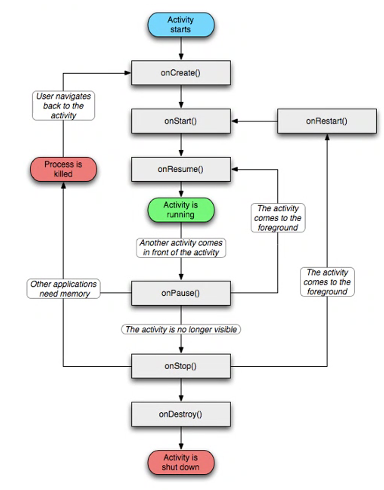 Activity
starts
onCreate()
User navigates
back to the
activity
onStart()
onRestart()
Process is
killed
onResume()
Activity is
running
The activity
comes to the
foreground
Another activity comes
in front of the activity
The activity
comes to the
foreground
Other applications
need memory
onPause()
The activity is no longer visible
onStop()
onDestroy()
Activity is
shut down